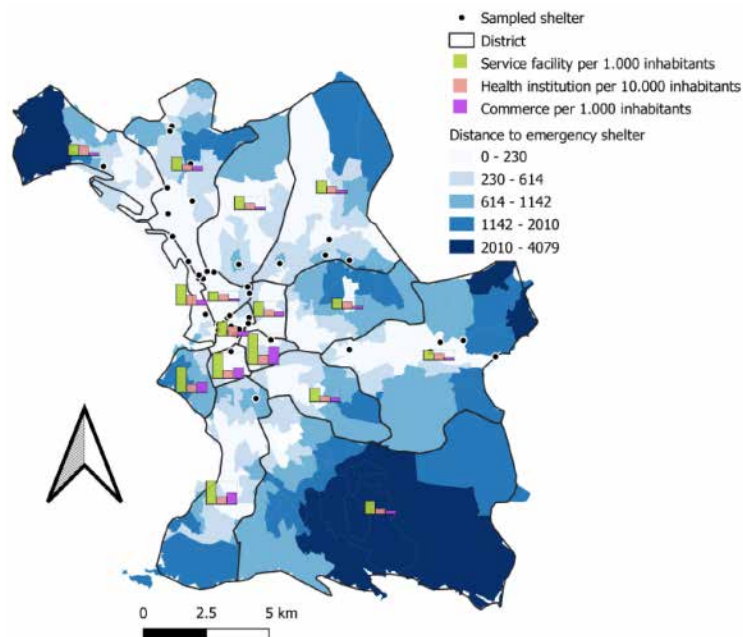 Sampled shelter
District
Service facility per 1.000 inhabitants
Health institution per 10.000 inhabitants
Commerce per 1.000 inhabitants
Distance to emergency shelter
0 - 230
230 - 614
614 - 1142
1142 - 2010
2010 - 4079
0 2.5 5 km